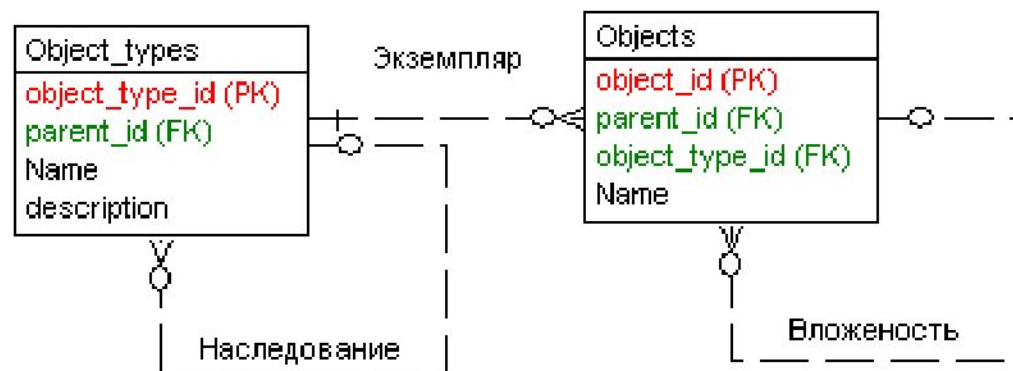 Object_types
object_type_id (PK)
parent_id (FK)
Name
description
Наследование
Экземпляр
Objects
object_id (PK)
parent_id (FK)
object_type_id (FK)
Name
Вложеность